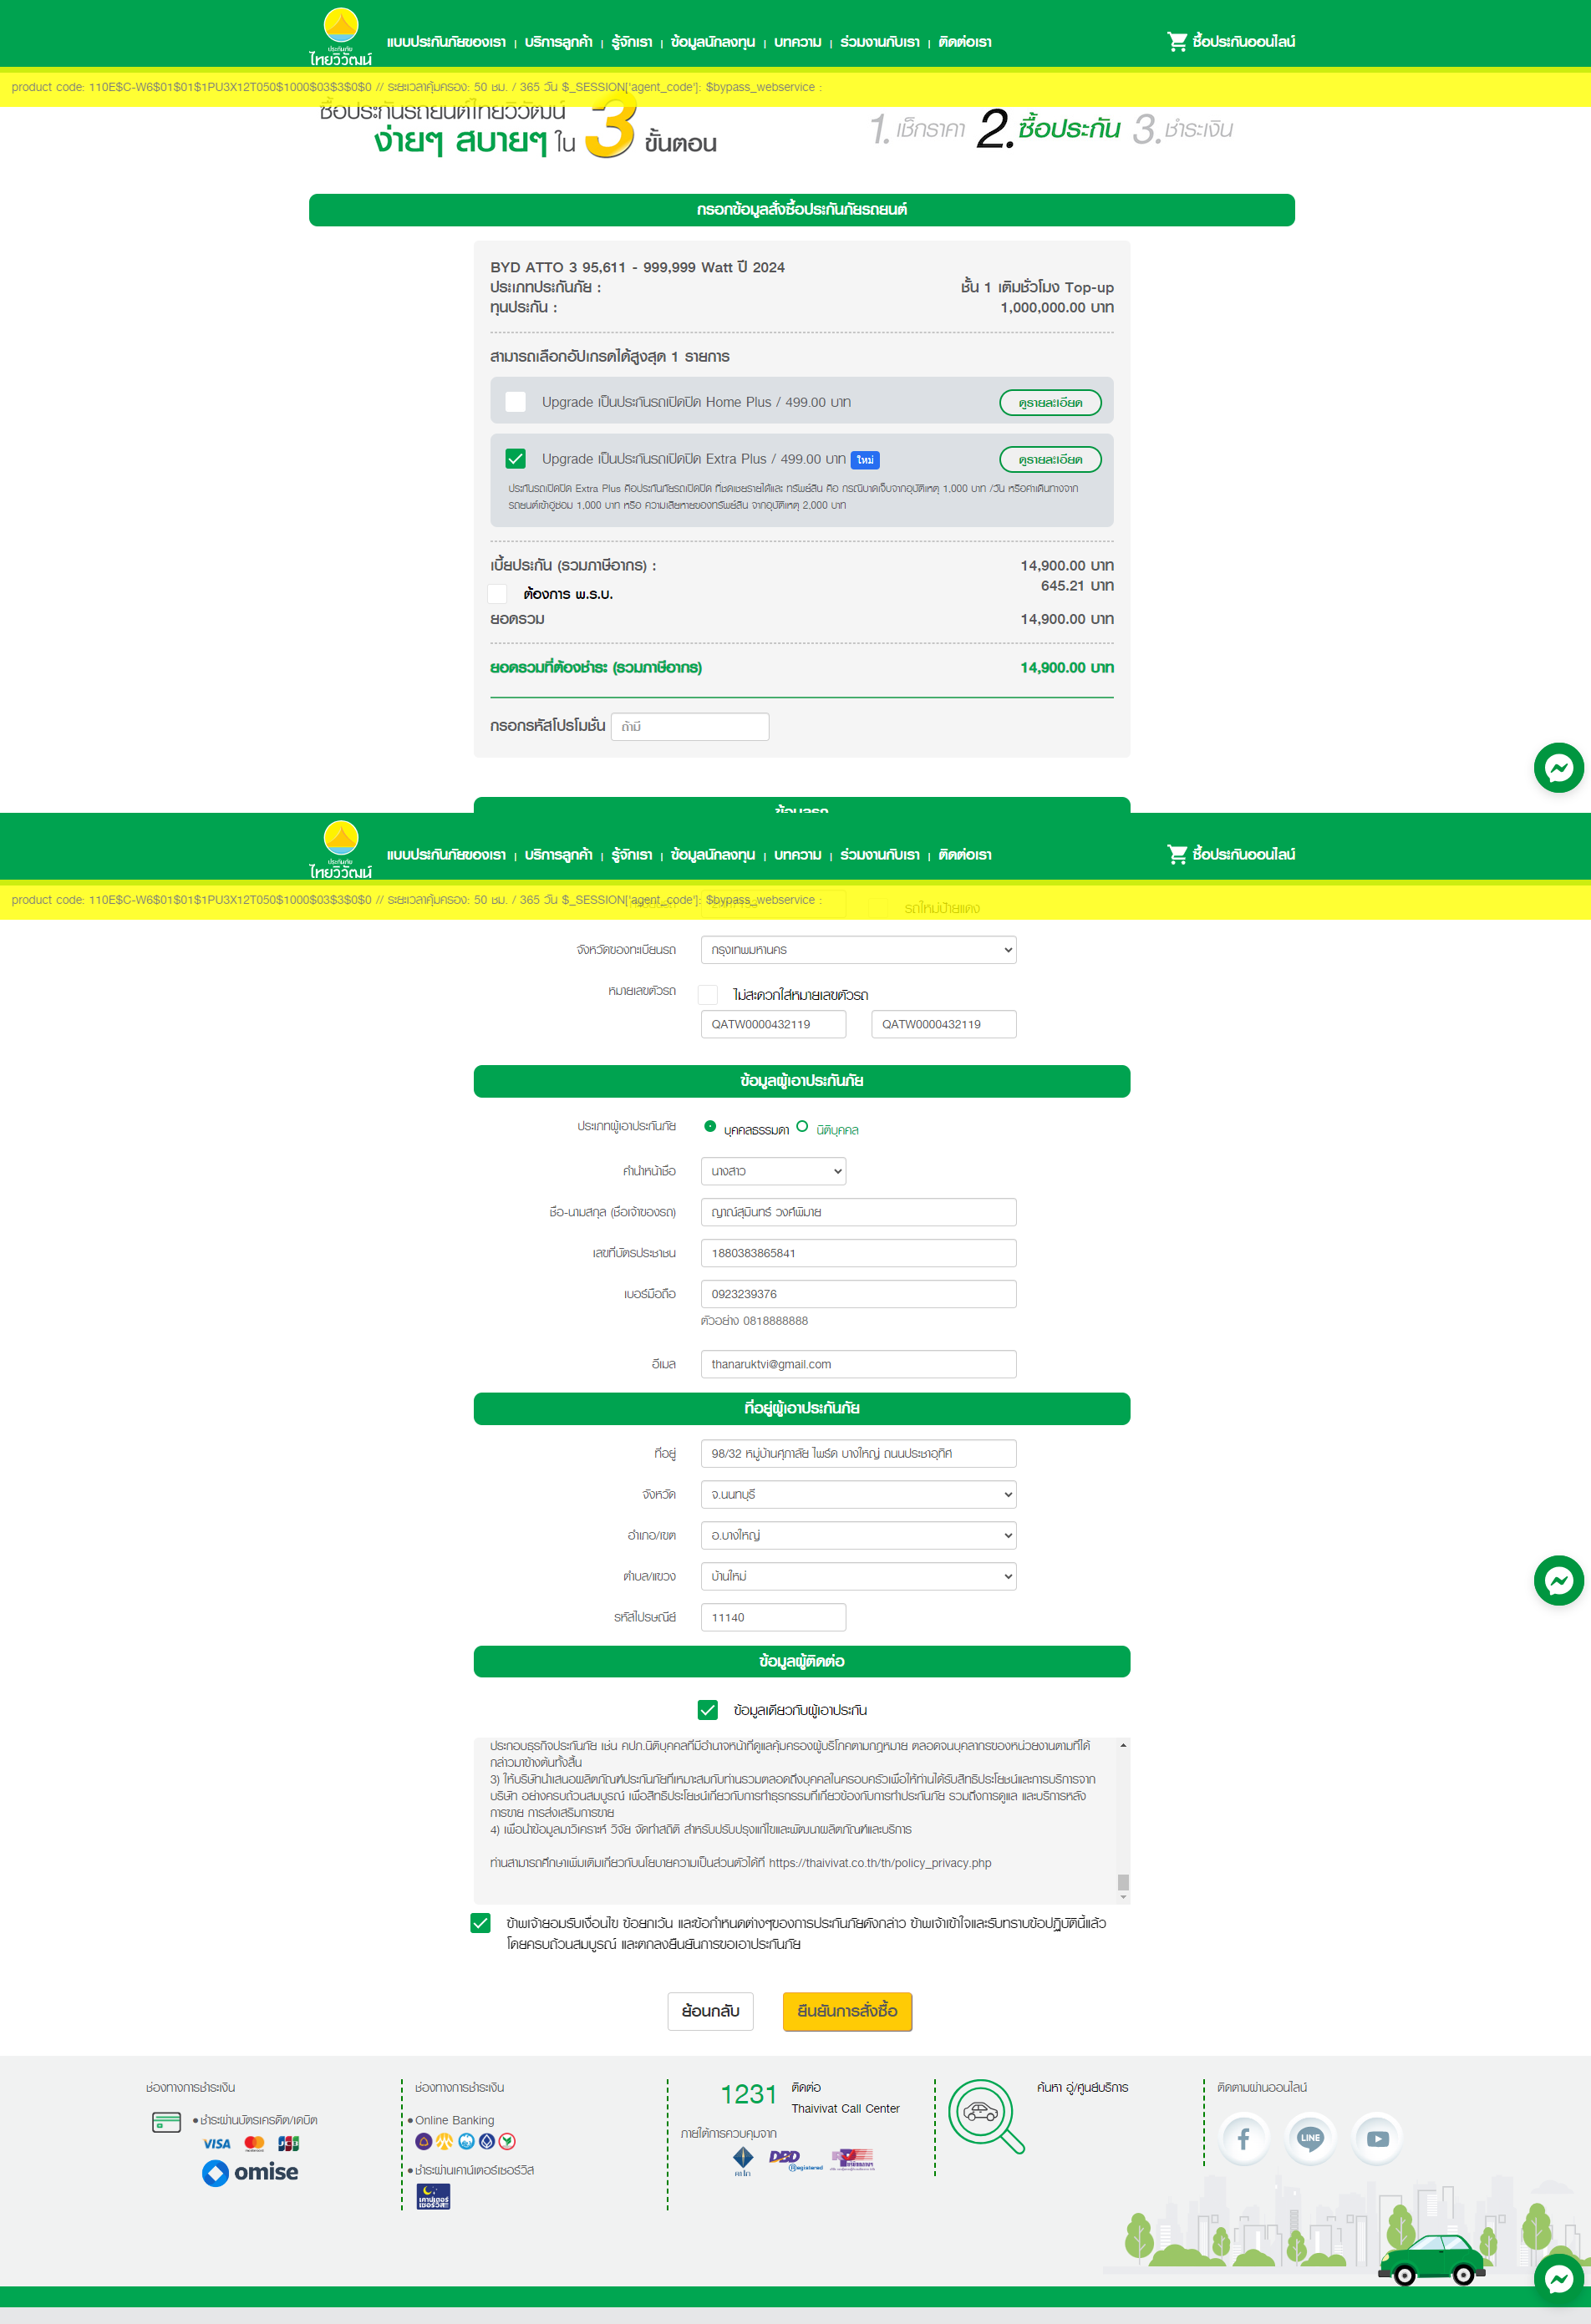 ประกันภัย
ไทยวิวัฒน์
แบบประกันภัยของเรา | บริการลูกค้า | รู้จักเรา | ข้อมูลนักลงทุน | บทความ | ร่วมงานกับเรา | ติดต่อเรา
ซื้อประกันออนไลน์
product code: 110E$C-W6$01$01$1PU3X12T050$1000$03$3$0$0 // ระยะเวลาคุ้มครอง: 50 ชม. / 365 วัน $_SESSION['agent_code']: $bypass_webservice :
ซื้อประกันรถยนต์ไทยวิวัฒน์
ง่ายๆ สบายๆ ใน 3 ขั้นตอน
1. เช็กราคา 2. ซื้อประกัน 3. ชำระเงิน
กรอกข้อมูลสั่งซื้อประกันภัยรถยนต์
BYD ATTO 3 95,611 - 999,999 Watt ปี 2024
ประเภทประกันภัย : ชั้น 1 เติมชั่วโมง Top-up
ทุนประกัน : 1,000,000.00 บาท
สามารถเลือกอัปเกรดได้สูงสุด 1 รายการ
Upgrade เป็นประกันรถเปิดปิด Home Plus / 499.00 บาท ดูรายละเอียด
Upgrade เป็นประกันรถเปิดปิด Extra Plus / 499.00 บาท ใหม่ ดูรายละเอียด
ประกันรถเปิดปิด Extra Plus คือประกันภัยรถเปิดปิด ที่ชดเชยรายได้และ ทรัพย์สิน คือ กรณีบาดเจ็บจากอุบัติเหตุ 1,000 บาท /วัน หรือค่าเดินทางจาก
รถยนต์เข้าอู่ซ่อม 1,000 บาท หรือ ความเสียหายของทรัพย์สิน จากอุบัติเหตุ 2,000 บาท
เบี้ยประกัน (รวมภาษีอากร) : 14,900.00 บาท
ต้องการ พ.ร.บ. 645.21 บาท
ยอดรวม 14,900.00 บาท
ยอดรวมที่ต้องชำระ (รวมภาษีอากร) 14,900.00 บาท
กรอกรหัสโปรโมชั่น ถ้ามี
ข้อมูลรถ
ประกันภัย
ไทยวิวัฒน์
แบบประกันภัยของเรา | บริการลูกค้า | รู้จักเรา | ข้อมูลนักลงทุน | บทความ | ร่วมงานกับเรา | ติดต่อเรา
ซื้อประกันออนไลน์
product code: 110E$C-W6$01$01$1PU3X12T050$1000$03$3$0$0 // ระยะเวลาคุ้มครอง: 50 ชม. / 365 วัน $_SESSION['agent_code']: $bypass_webservice :
รถใหม่ป้ายแดง
จังหวัดของทะเบียนรถ กรุงเทพมหานคร
หมายเลขตัวรถ ไม่สะดวกใส่หมายเลขตัวรถ
QATW0000432119 QATW0000432119
ข้อมูลผู้เอาประกันภัย
ประเภทผู้เอาประกันภัย บุคคลธรรมดา นิติบุคคล
คำนำหน้าชื่อ นางสาว
ชื่อ-นามสกุล (ชื่อเจ้าของรถ) ญาณ์สุมินทร์ วงศ์พิมาย
เลขที่บัตรประชาชน 1880383865841
เบอร์มือถือ 0923239376
ตัวอย่าง 0818888888
อีเมล thanaruktvi@gmail.com
ที่อยู่ผู้เอาประกันภัย
ที่อยู่ 98/32 หมู่บ้านศุภาลัย ไพร์ด บางใหญ่ ถนนประชาอุทิศ
จังหวัด จ.นนทบุรี
อำเภอ/เขต อ.บางใหญ่
ตำบล/แขวง บ้านใหม่
รหัสไปรษณีย์ 11140
ข้อมูลผู้ติดต่อ
ข้อมูลเดียวกับผู้เอาประกัน
ประกอบธุรกิจประกันภัย เช่น คปภ.นิติบุคคลที่มีอำนาจหน้าที่ดูแลคุ้มครองผู้บริโภคตามกฎหมาย ตลอดจนบุคลากรของหน่วยงานตามที่ได้
กล่าวมาข้างต้นทั้งสิ้น
3) ให้บริษัทนำเสนอผลิตภัณฑ์ประกันภัยที่เหมาะสมกับท่านรวมตลอดถึงบุคคลในครอบครัวเพื่อให้ท่านได้รับสิทธิประโยชน์และการบริการจาก
บริษัท อย่างครบถ้วนสมบูรณ์ เพื่อสิทธิประโยชน์เกี่ยวกับการทำธุรกรรมที่เกี่ยวข้องกับการทำประกันภัย รวมถึงการดูแล และบริการหลัง
การขาย การส่งเสริมการขาย
4) เพื่อนำข้อมูลมาวิเคราะห์ วิจัย จัดทำสถิติ สำหรับปรับปรุงแก้ไขและพัฒนาผลิตภัณฑ์และบริการ
ท่านสามารถศึกษาเพิ่มเติมเกี่ยวกับนโยบายความเป็นส่วนตัวได้ที่ https://thaivivat.co.th/th/policy_privacy.php
ข้าพเจ้ายอมรับเงื่อนไข ข้อยกเว้น และข้อกำหนดต่างๆของการประกันภัยดังกล่าว ข้าพเจ้าเข้าใจและรับทราบข้อปฏิบัตินี้แล้ว
โดยครบถ้วนสมบูรณ์ และตกลงยืนยันการขอเอาประกันภัย
ย้อนกลับ ยืนยันการสั่งซื้อ
ช่องทางการชำระเงิน
• ชำระผ่านบัตรเครดิต/เดบิต
VISA mastercard JCB
omise
ช่องทางการชำระเงิน
• Online Banking
• ชำระผ่านเคาน์เตอร์เซอร์วิส
เคาน์เตอร์
เซอร์วิส
1231 ติดต่อ
Thaivivat Call Center
ภายใต้การควบคุมจาก
คปภ
DBD
Registered
ค้นหา อู่/ศูนย์บริการ
ติดตามผ่านออนไลน์
LINE